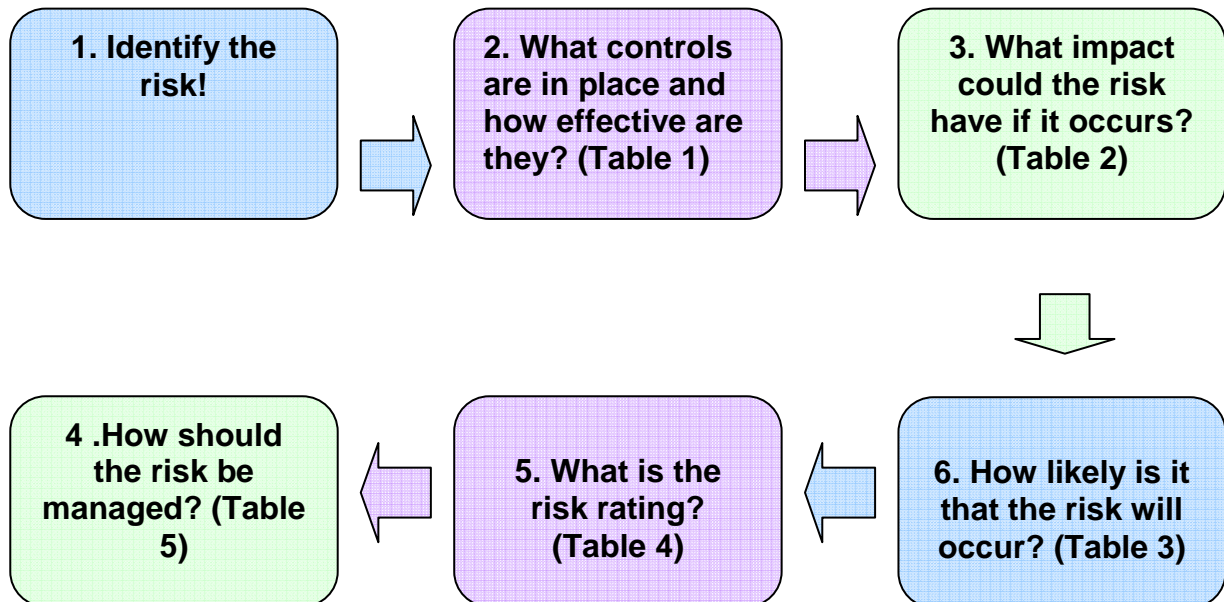 1. Identify the
risk!
2. What controls
are in place and
how effective are
they? (Table 1)
3. What impact
could the risk
have if it occurs?
(Table 2)
4 .How should
the risk be
managed? (Table
5)
5. What is the
risk rating?
(Table 4)
6. How likely is it
that the risk will
occur? (Table 3)